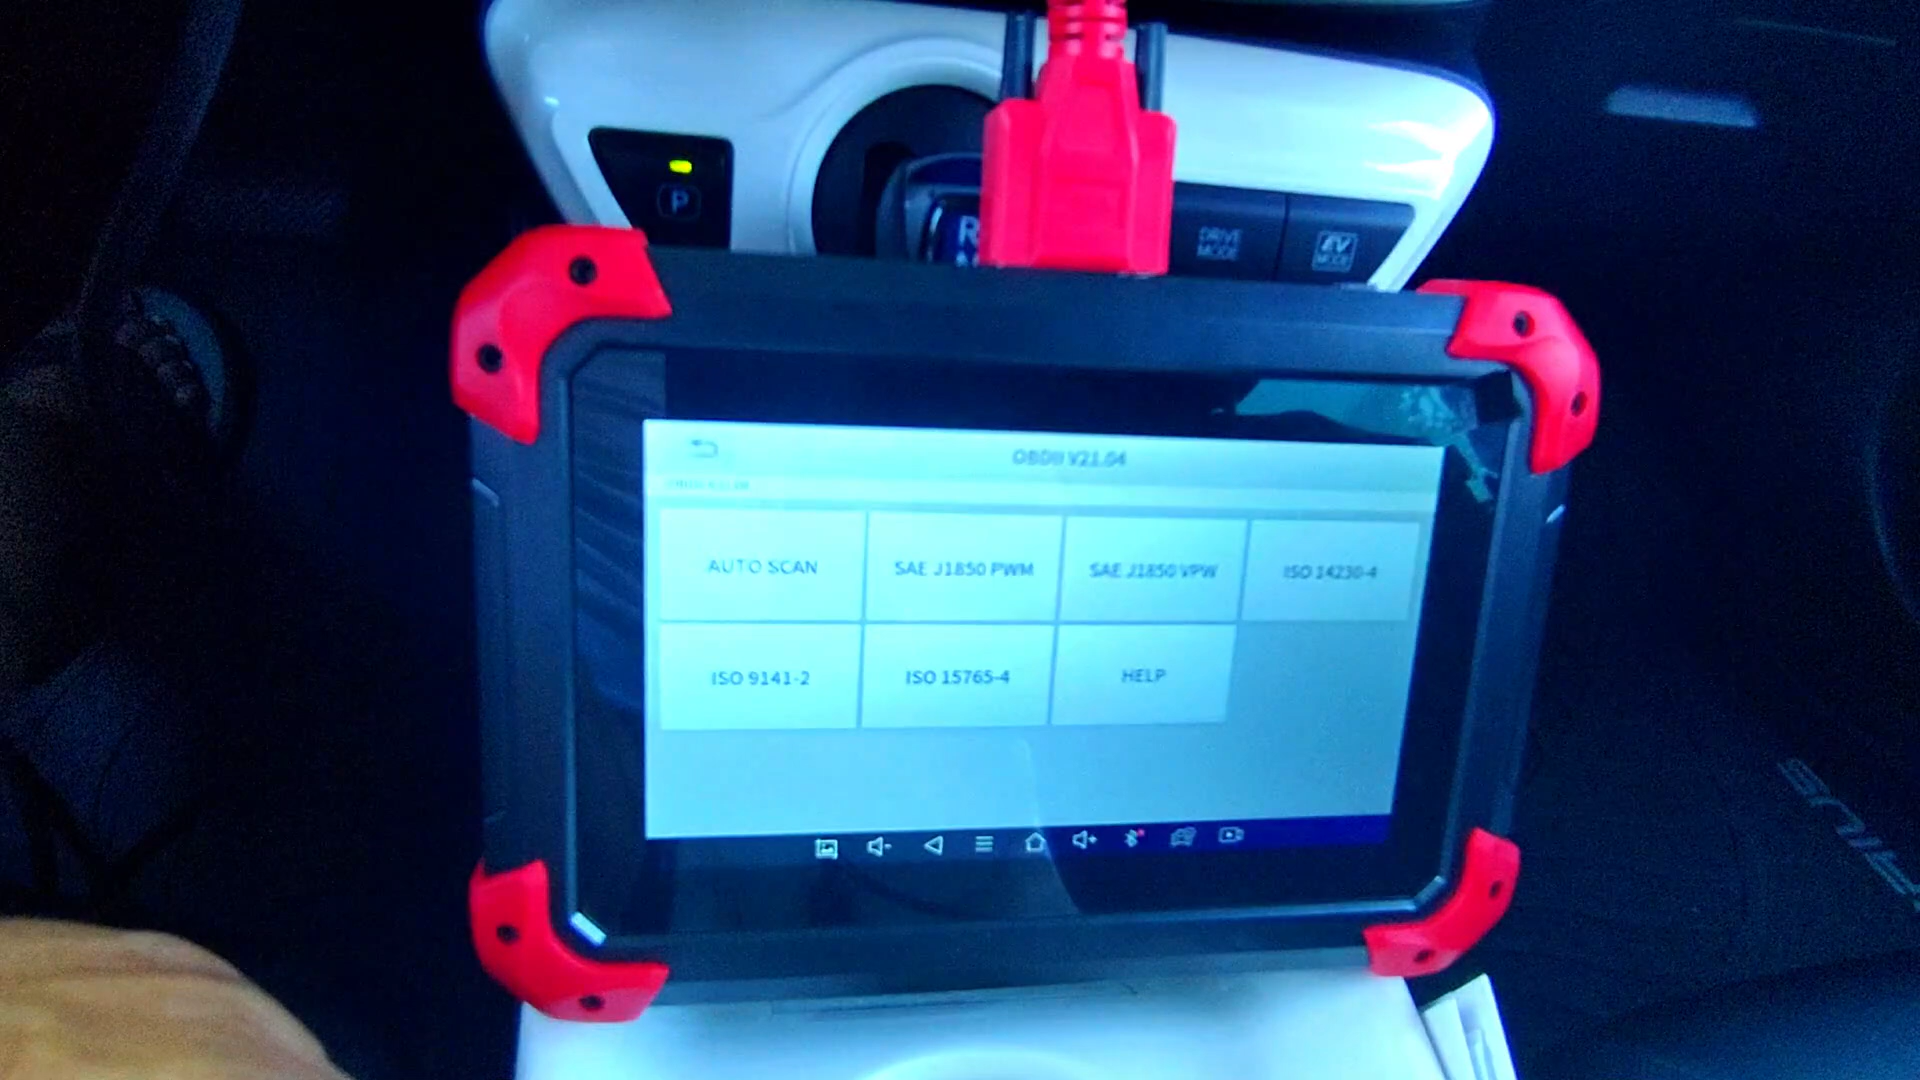 P
R
DRIVE MODE
EV MODE
OBDII V21.04
AUTO SCAN
SAE J1850 PWM
SAE J1850 VPW
ISO 14230-4
ISO 9141-2
ISO 15765-4
HELP